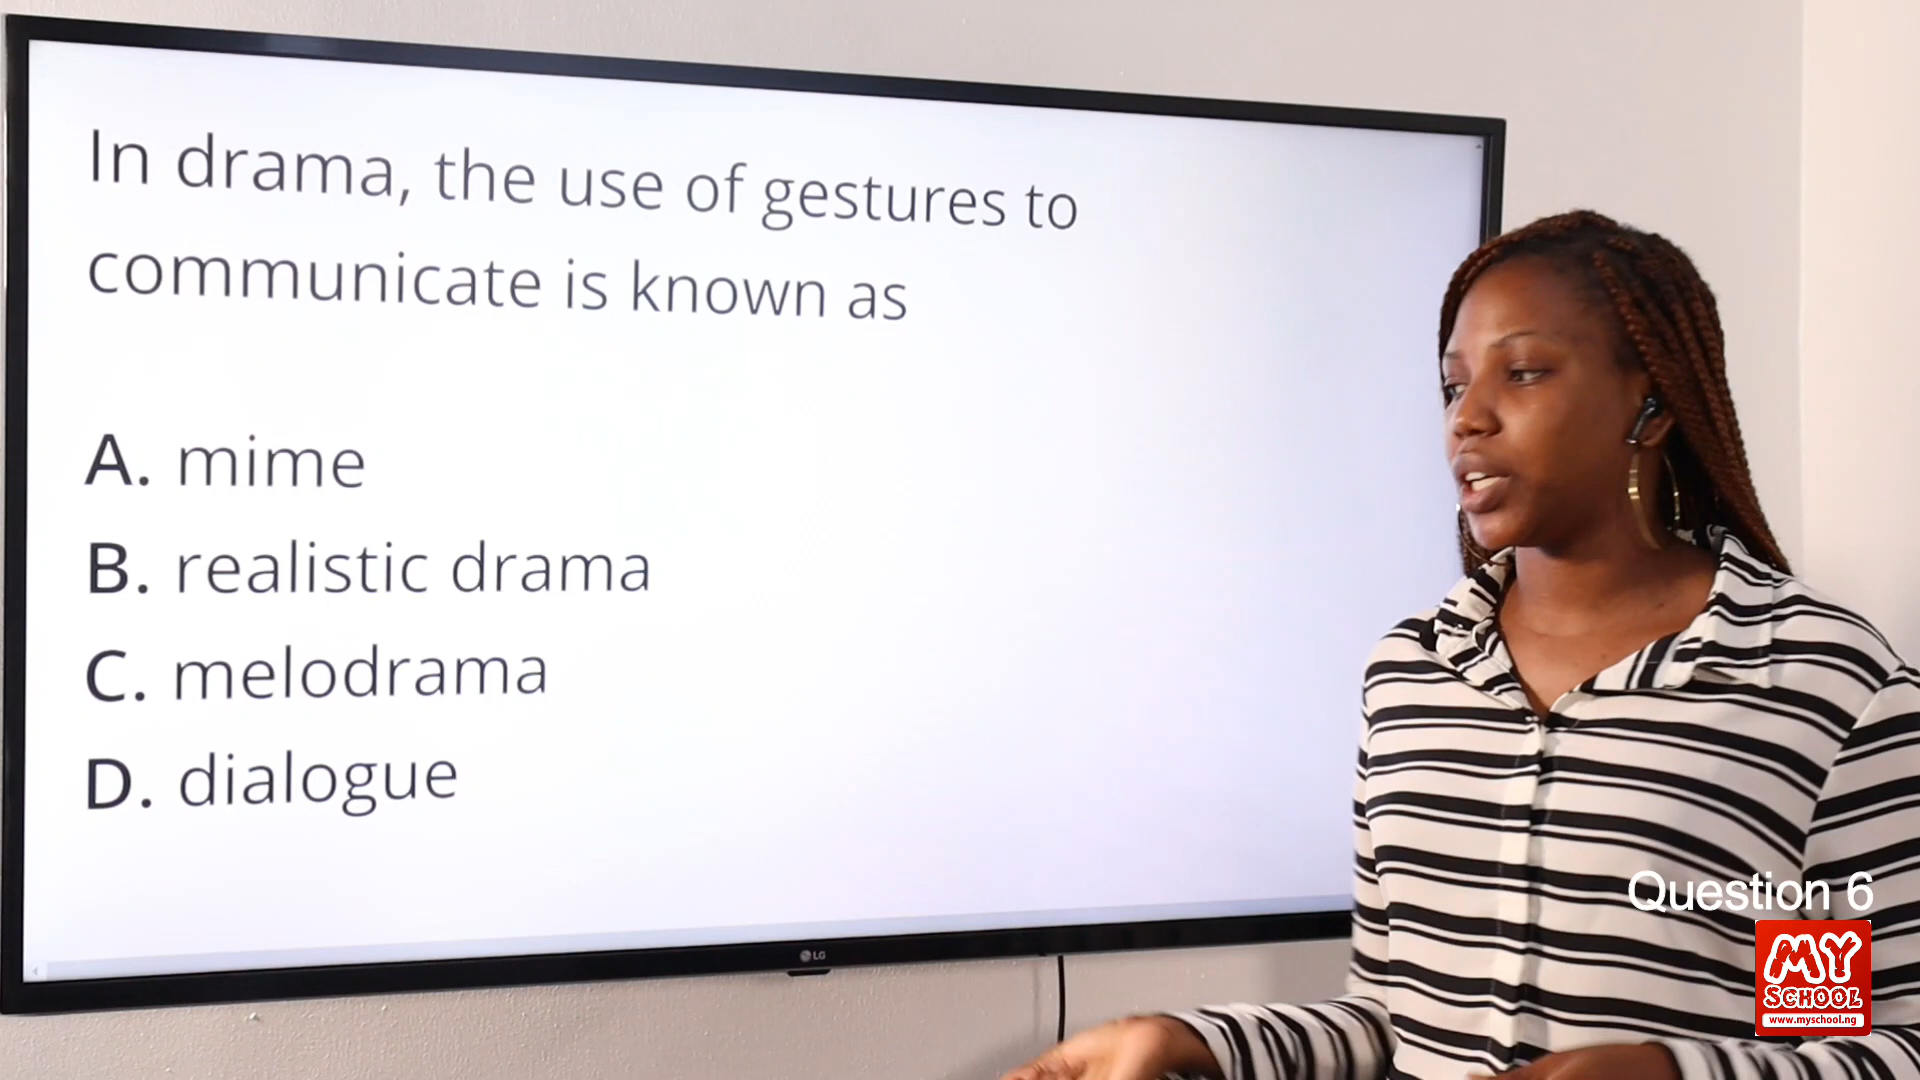 In drama, the use of gestures to
communicate is known as
A. mime
B. realistic drama
C. melodrama
D. dialogue
LG
Question 6
MY
SCHOOL
www.myschool.ng